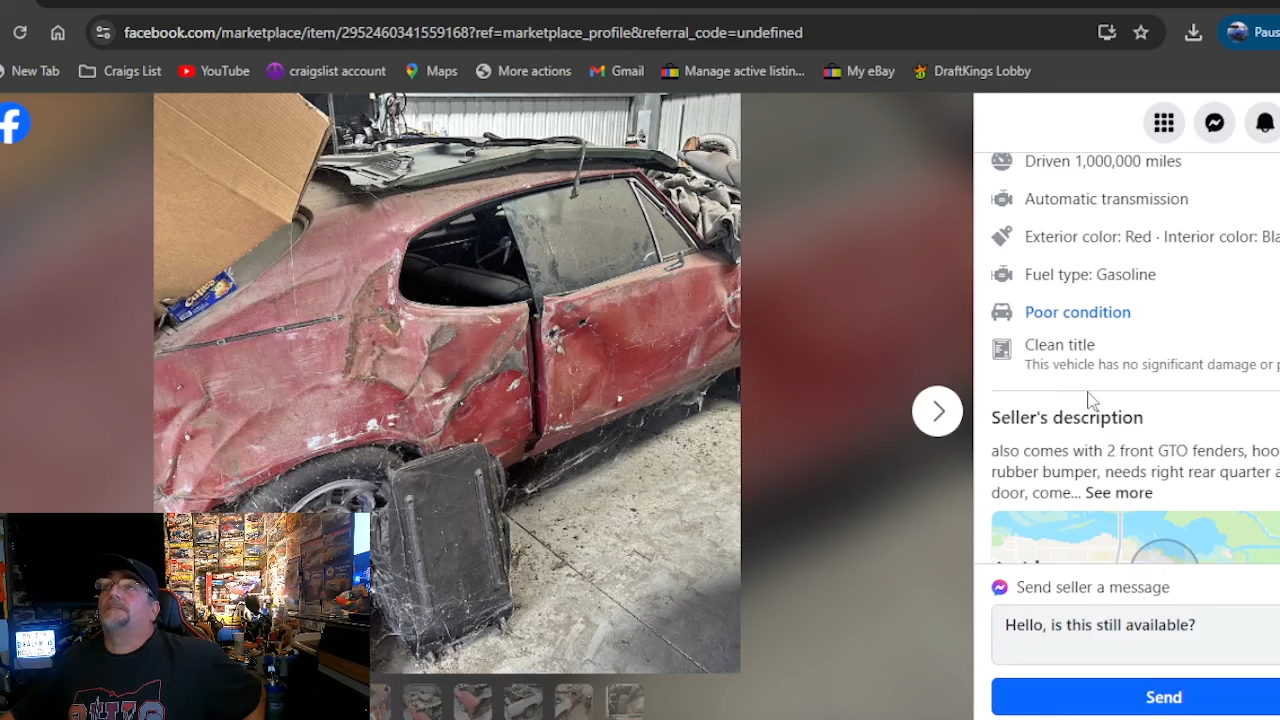 facebook.com/marketplace/item/2952460341559168?ref=marketplace_profile&referral_code=undefined
Paus
New Tab
Craigs List
YouTube
craigslist account
Maps
More actions
Gmail
Manage active listin...
My eBay
DraftKings Lobby
Driven 1,000,000 miles
Automatic transmission
Exterior color: Red · Interior color: Bla
Fuel type: Gasoline
Poor condition
Clean title
This vehicle has no significant damage or p
Seller's description
also comes with 2 front GTO fenders, hoo
rubber bumper, needs right rear quarter a
door, come... See more
Send seller a message
Hello, is this still available?
Send